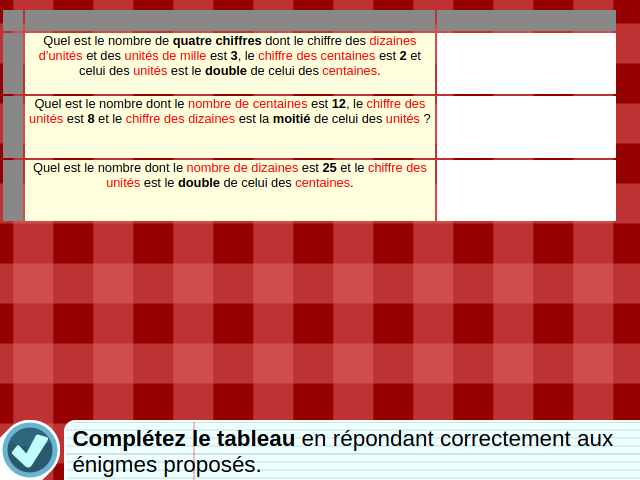 Quel est le nombre de quatre chiffres dont le chiffre des dizaines
d'unités et des unités de mille est 3, le chiffre des centaines est 2 et
celui des unités est le double de celui des centaines.
Quel est le nombre dont le nombre de centaines est 12, le chiffre des
unités est 8 et le chiffre des dizaines est la moitié de celui des unités ?
Quel est le nombre dont le nombre de dizaines est 25 et le chiffre des
unités est le double de celui des centaines.
Complétez le tableau en répondant correctement aux
énigmes proposés.